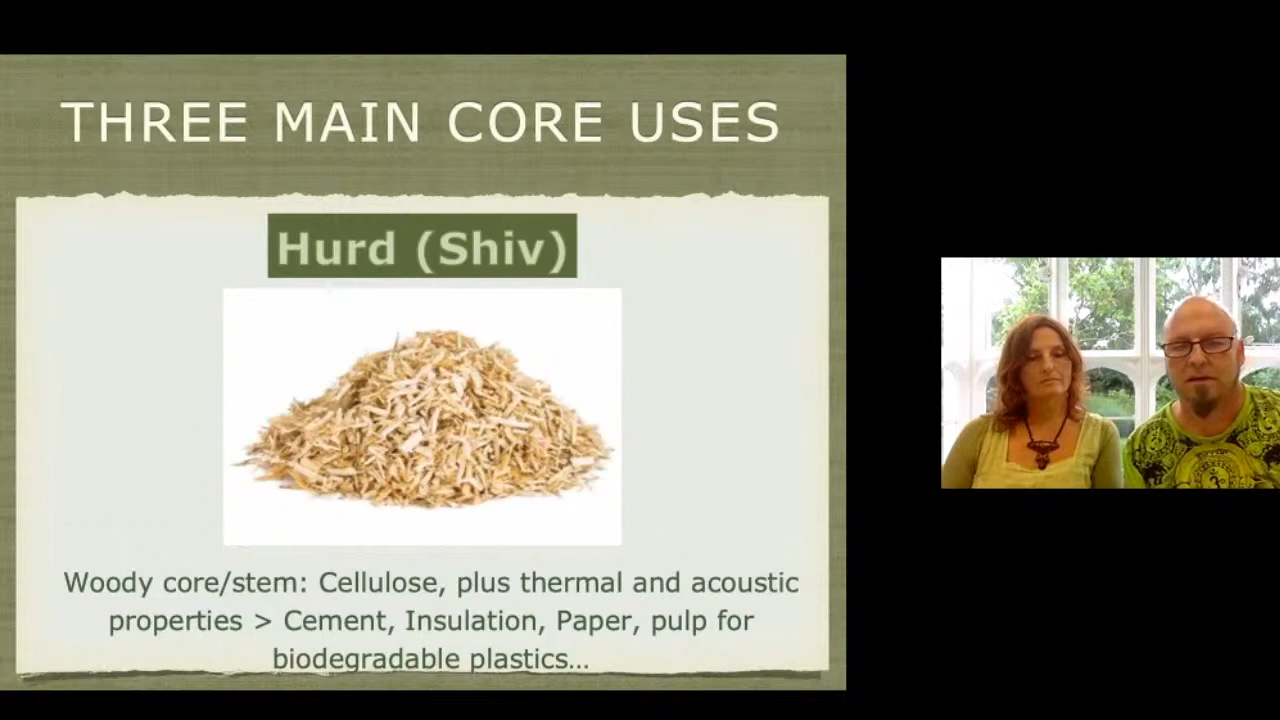 THREE MAIN CORE USES
Hurd (Shiv)
Woody core/stem: Cellulose, plus thermal and acoustic
properties > Cement, Insulation, Paper, pulp for
biodegradable plastics...